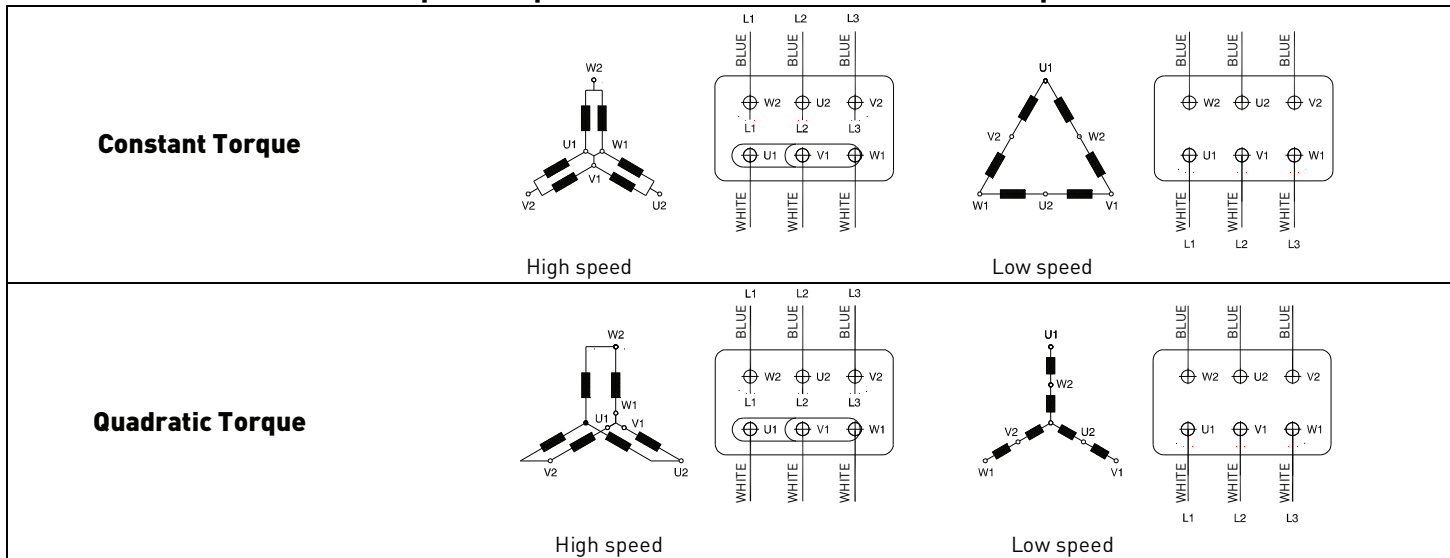 Constant Torque
W2
U1 W1
V1
V2 U2
High speed
L1 L2 L3
BLUE BLUE BLUE
W2 U2 V2
L1 L2 L3
U1 V1 W1
WHITE WHITE WHITE
U1
V2 W2
W1 U2 V1
Low speed
BLUE BLUE BLUE
W2 U2 V2
U1 V1 W1
WHITE WHITE WHITE
L1 L2 L3
Quadratic Torque
W2
W1
U1 V1
V2 U2
High speed
L1 L2 L3
BLUE BLUE BLUE
W2 U2 V2
L1 L2 L3
U1 V1 W1
WHITE WHITE WHITE
U1
W2
V2 U2
W1 V1
Low speed
BLUE BLUE BLUE
W2 U2 V2
U1 V1 W1
WHITE WHITE WHITE
L1 L2 L3